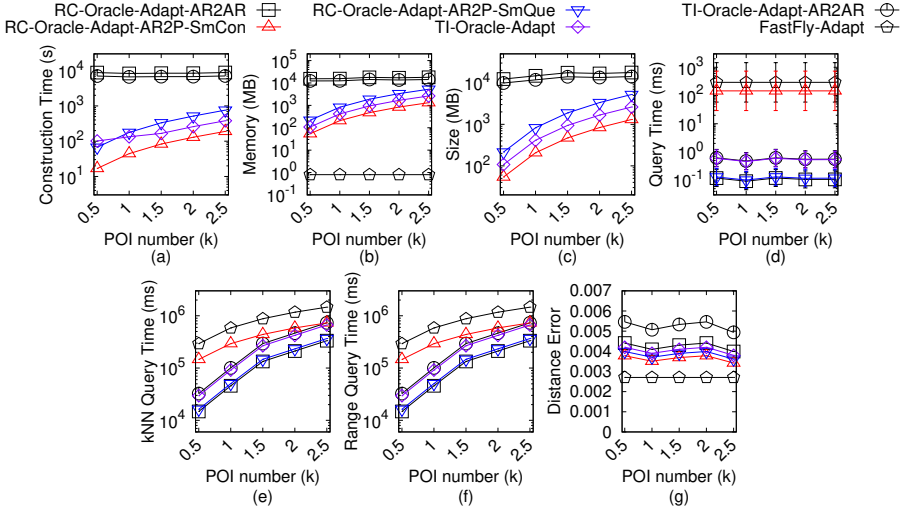 RC-Oracle-Adapt-AR2AR
RC-Oracle-Adapt-AR2P-SmQue
TI-Oracle-Adapt-AR2AR
RC-Oracle-Adapt-AR2P-SmCon
TI-Oracle-Adapt
FastFly-Adapt
Construction Time (s)
10^4
10^3
10^2
10^1
0.5 1 1.5 2 2.5
POI number (k)
(a)
Memory (MB)
10^5
10^4
10^3
10^2
10^1
10^0
10^-1
0.5 1 1.5 2 2.5
POI number (k)
(b)
Size (MB)
10^4
10^3
10^2
0.5 1 1.5 2 2.5
POI number (k)
(c)
Query Time (ms)
10^3
10^2
10^1
10^0
10^-1
0.5 1 1.5 2 2.5
POI number (k)
(d)
kNN Query Time (ms)
10^6
10^5
10^4
0.5 1 1.5 2 2.5
POI number (k)
(e)
Range Query Time (ms)
10^6
10^5
10^4
0.5 1 1.5 2 2.5
POI number (k)
(f)
Distance Error
0.007
0.006
0.005
0.004
0.003
0.002
0.001
0
0.5 1 1.5 2 2.5
POI number (k)
(g)